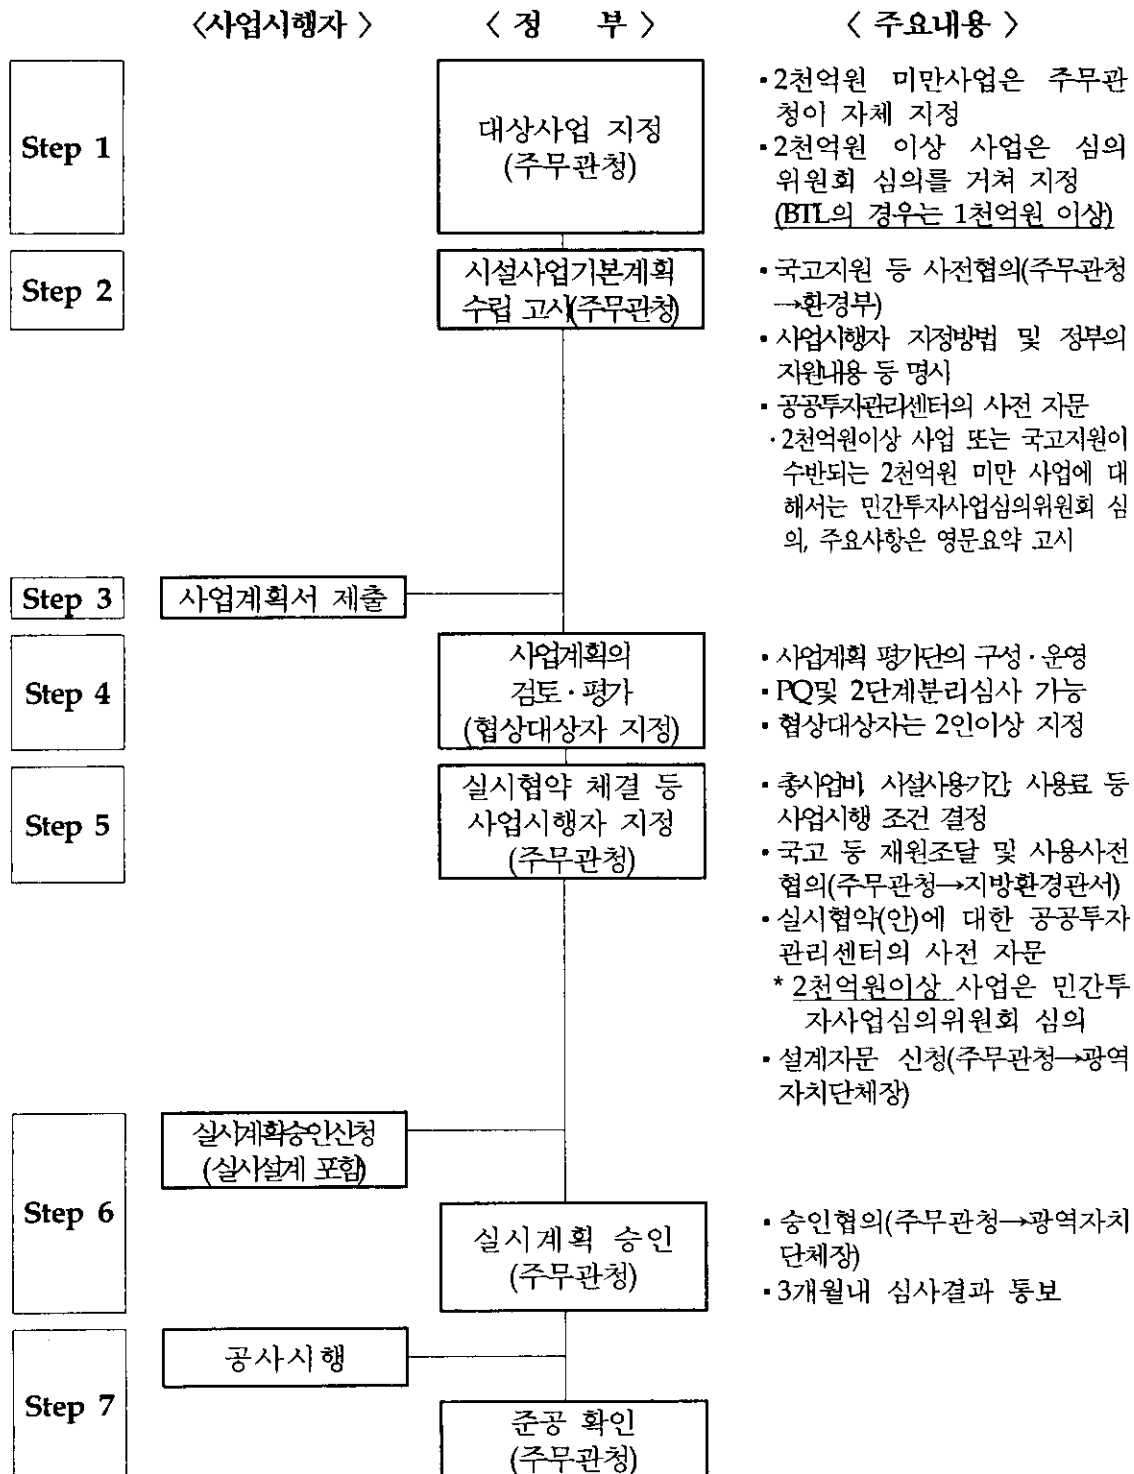 〈사업시행자〉 〈 정 부 〉 〈 주요내용 〉
Step 1
대상사업 지정
(주무관청)
▪2천억원 미만사업은 주무관
청이 자체 지정
▪2천억원 이상 사업은 심의
위원회 심의를 거쳐 지정
(BTL의 경우는 1천억원 이상)
Step 2
시설사업기본계획
수립 고시(주무관청)
▪국고지원 등 사전협의(주무관청
→환경부)
▪사업시행자 지정방법 및 정부의
지원내용 등 명시
▪공공투자관리센터의 사전 자문
·2천억원이상 사업 또는 국고지원이
수반되는 2천억원 미만 사업에 대
해서는 민간투자사업심의위원회 심
의, 주요사항은 영문요약 고시
Step 3
사업계획서 제출
Step 4
사업계획의
검토·평가
(협상대상자 지정)
▪사업계획 평가단의 구성·운영
▪PQ및 2단계분리심사 가능
▪협상대상자는 2인이상 지정
Step 5
실시협약 체결 등
사업시행자 지정
(주무관청)
▪총사업비, 시설사용기간, 사용료 등
사업시행 조건 결정
▪국고 등 재원조달 및 사용사전
협의(주무관청→지방환경관서)
▪실시협약(안)에 대한 공공투자
관리센터의 사전 자문
* 2천억원이상 사업은 민간투
자사업심의위원회 심의
▪설계자문 신청(주무관청→광역
자치단체장)
Step 6
실시계획승인신청
(실시설계 포함)
실시계획 승인
(주무관청)
▪승인협의(주무관청→광역자치
단체장)
▪3개월내 심사결과 통보
Step 7
공사시행
준공 확인
(주무관청)